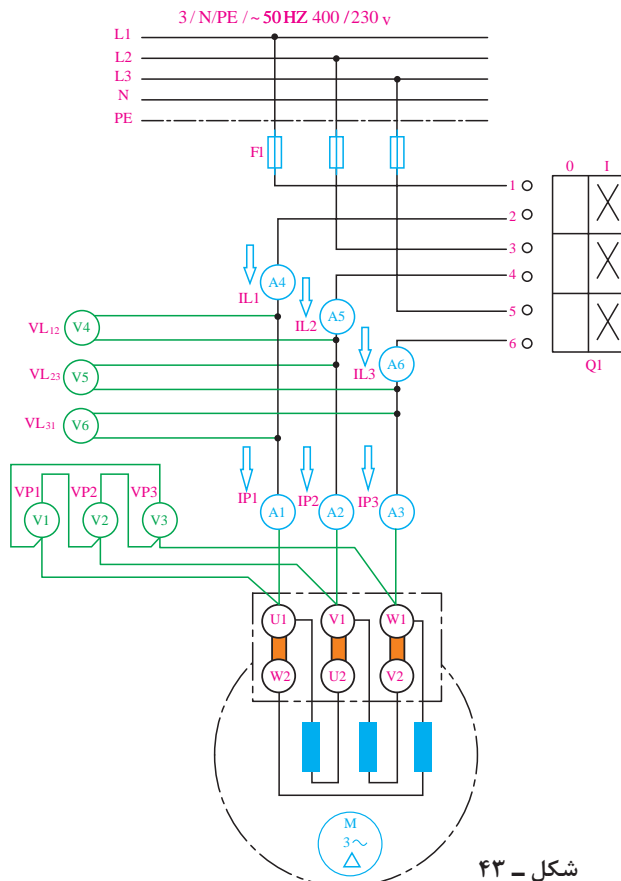 3 / N/PE / ~ 50HZ 400 / 230 v
L1
L2
L3
N
PE
F1
0 I
1
2
3
4
5
6
Q1
A4
IL1
A5
IL2
A6
IL3
VL12 V4
VL23 V5
VL31 V6
IP1 IP2 IP3
VP1 VP2 VP3
V1 V2 V3
A1 A2 A3
U1 V1 W1
W2 U2 V2
M
3~
△
شکل ــ ۴۳